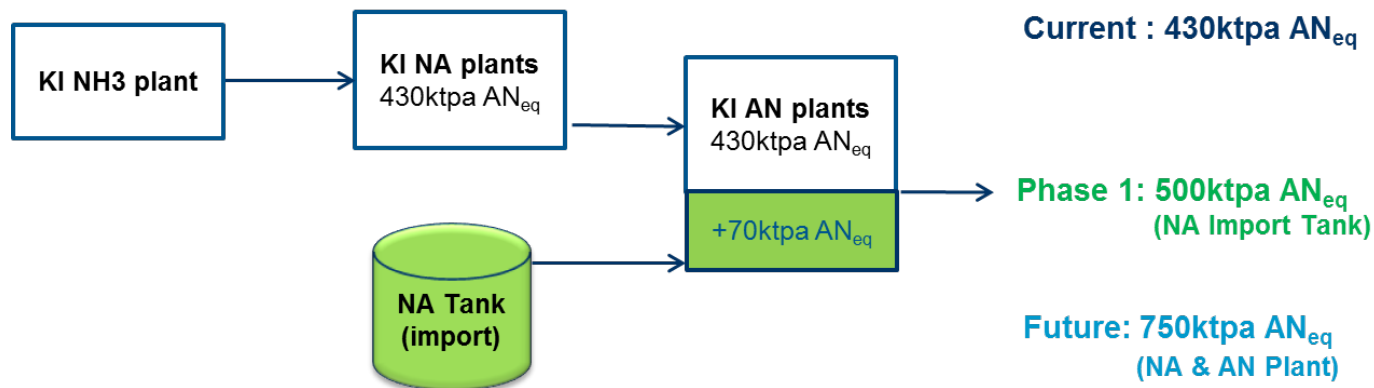 KI NH3 plant
KI NA plants
430ktpa ANeq
KI AN plants
430ktpa ANeq
+70ktpa ANeq
NA Tank
(import)
Current : 430ktpa ANeq
Phase 1: 500ktpa ANeq
(NA Import Tank)
Future: 750ktpa ANeq
(NA & AN Plant)